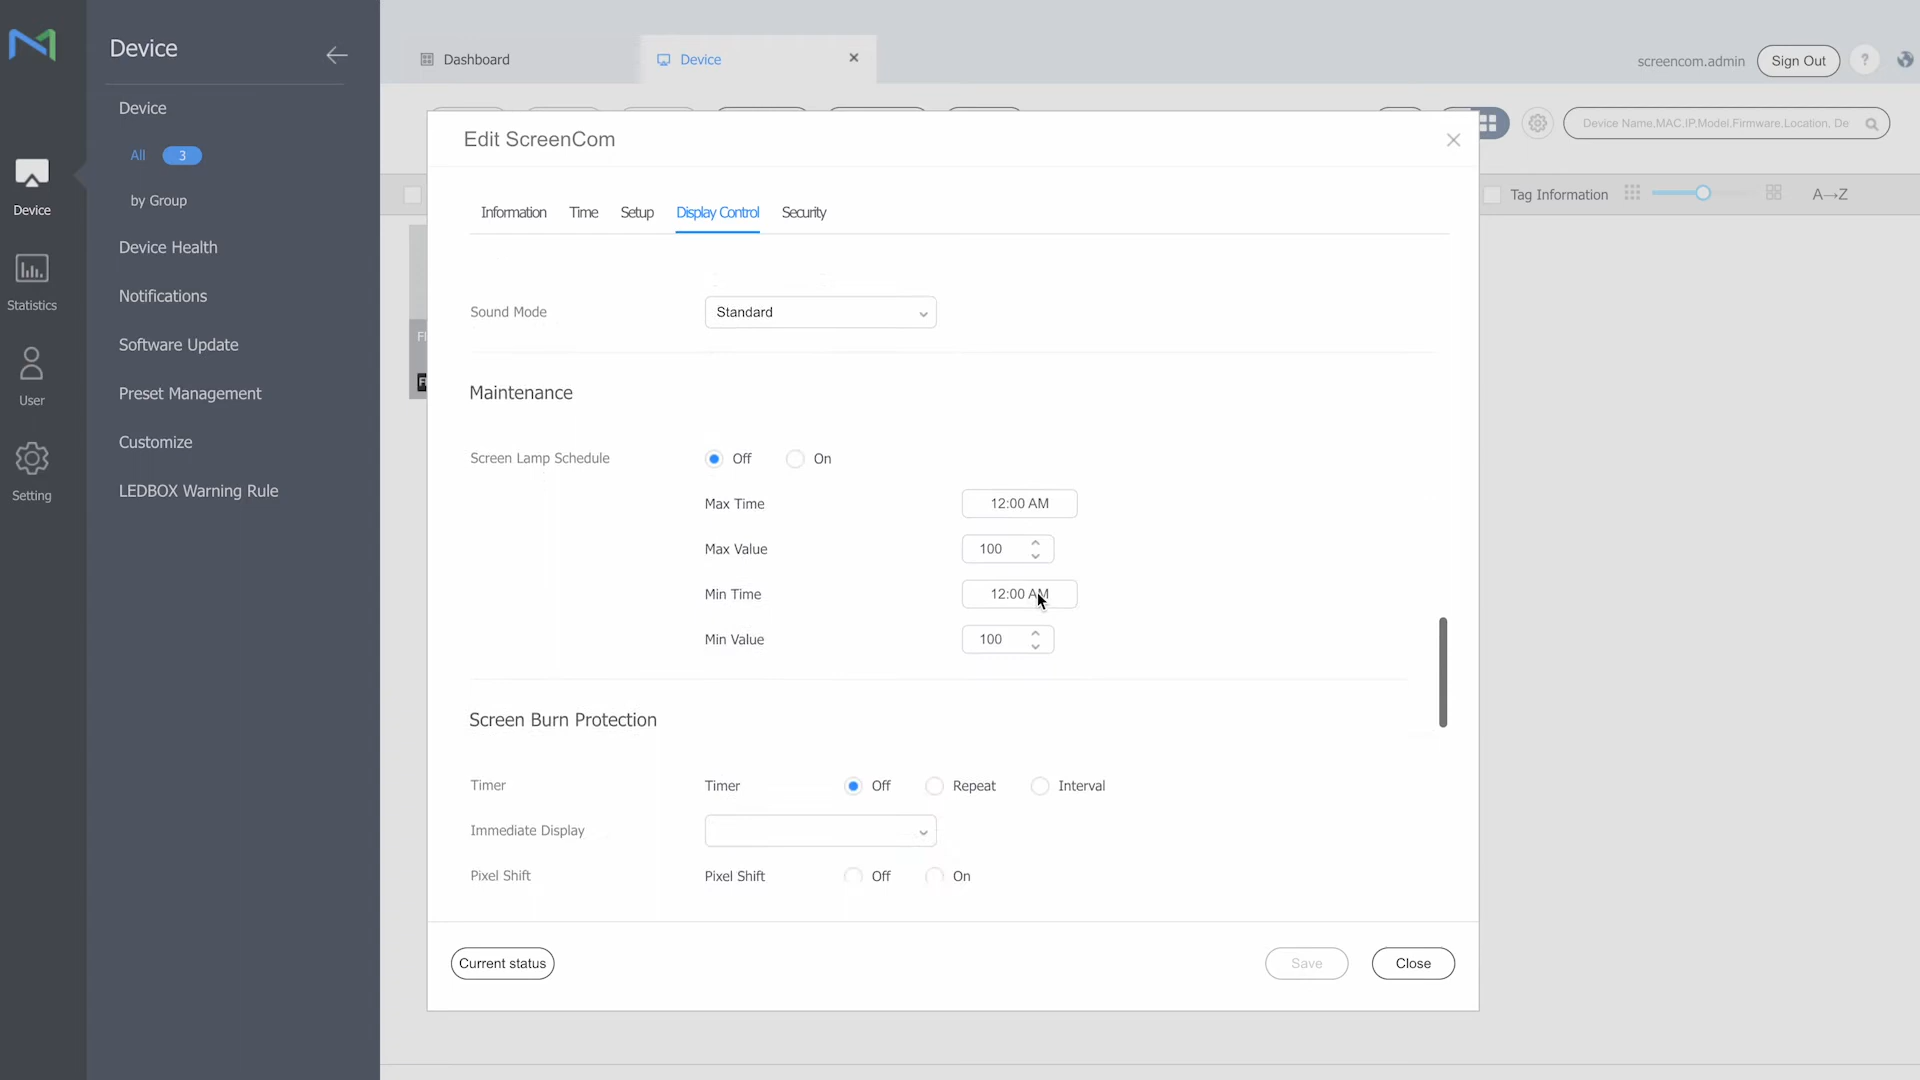 Device
Dashboard
Device
screencom.admin
Sign Out
?
Device
All 3
by Group
Device Health
Notifications
Software Update
Preset Management
Customize
LEDBOX Warning Rule
Device
Statistics
User
Setting
Device Name,MAC,IP,Model,Firmware,Location, De
Tag Information
A→Z
Edit ScreenCom
Information Time Setup Display Control Security
Sound Mode Standard
Maintenance
Screen Lamp Schedule Off On
Max Time 12:00 AM
Max Value 100
Min Time 12:00 AM
Min Value 100
Screen Burn Protection
Timer Timer Off Repeat Interval
Immediate Display
Pixel Shift Pixel Shift Off On
Current status Save Close